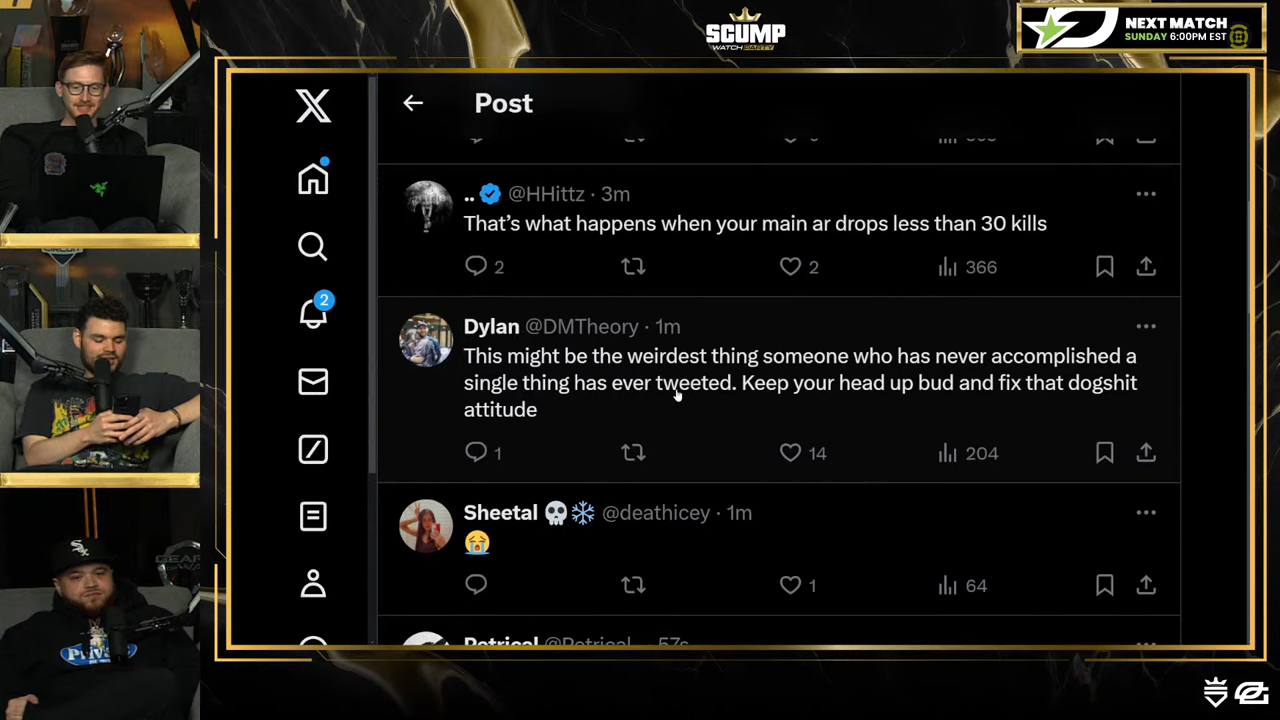 SCUMP
WATCH PARTY
NEXT MATCH
SUNDAY 6:00PM EST
Post
.. @HHittz · 3m
That’s what happens when your main ar drops less than 30 kills
2
2
366
2
Dylan @DMTheory · 1m
This might be the weirdest thing someone who has never accomplished a
single thing has ever tweeted. Keep your head up bud and fix that dogshit
attitude
1
14
204
Sheetal 💀❄️ @deathicey · 1m
😭
1
64